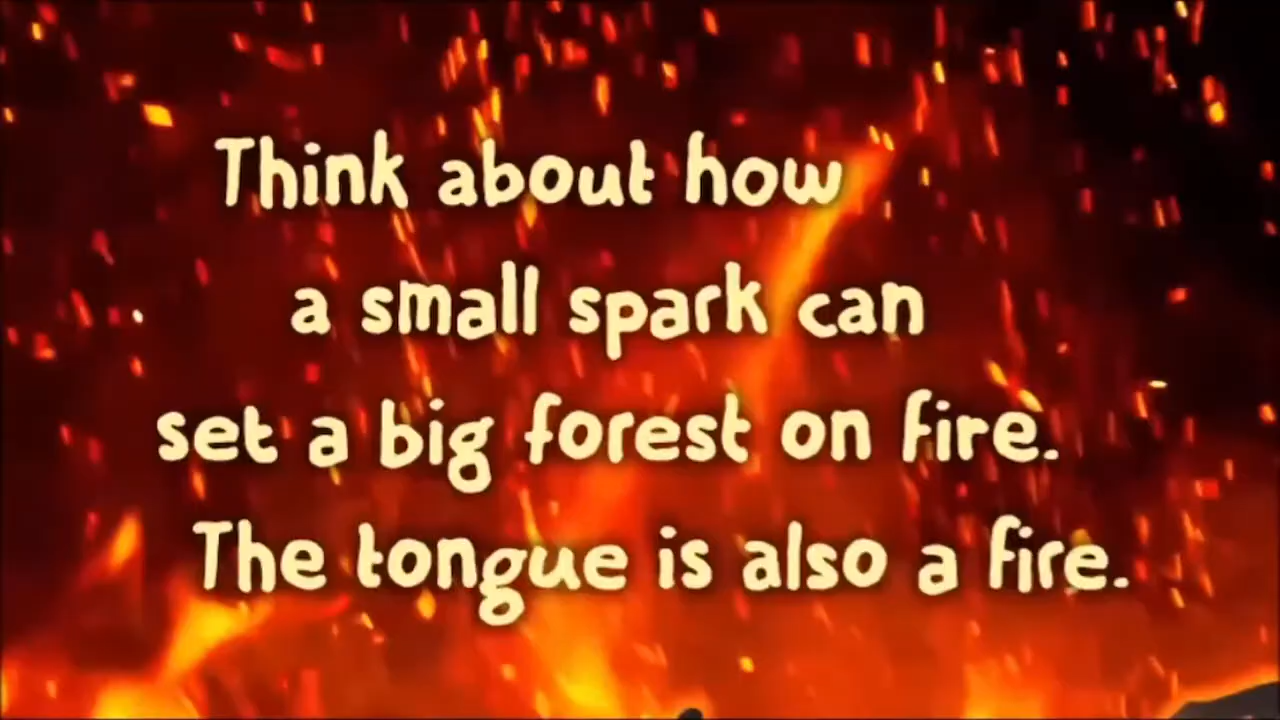 Think about how
a small spark can
set a big forest on fire.
The tongue is also a fire.